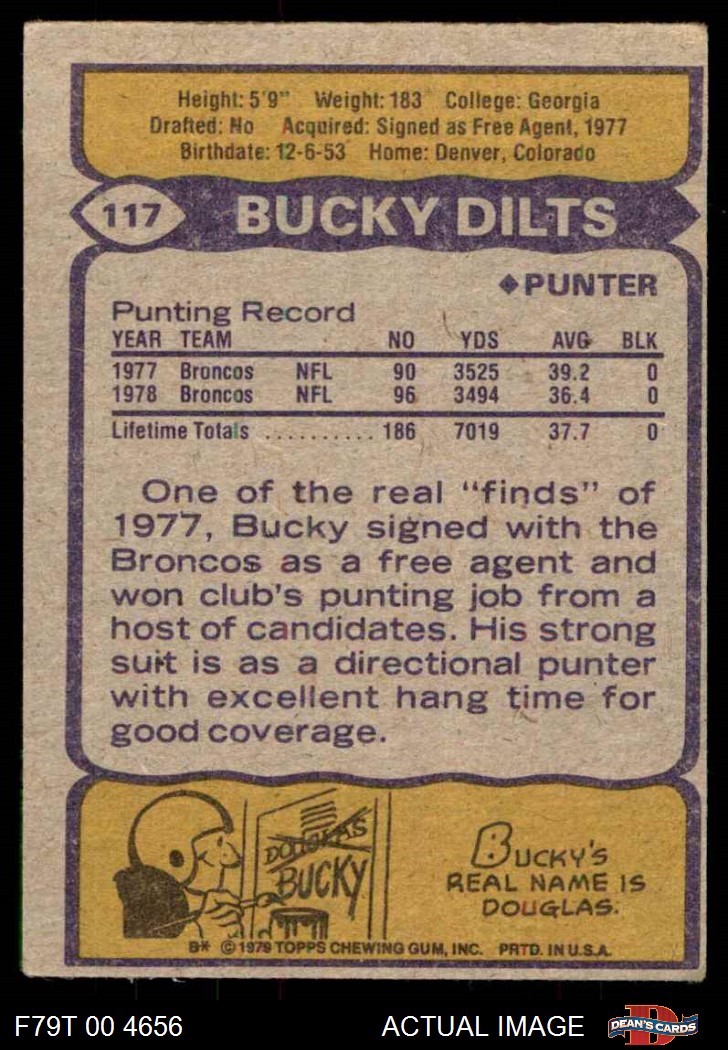 Height: 5'9" Weight: 183 College: Georgia
Drafted: No Acquired: Signed as Free Agent, 1977
Birthdate: 12-6-53 Home: Denver, Colorado
117 BUCKY DILTS
◆PUNTER
Punting Record
YEAR TEAM NO YDS AVG BLK
1977 Broncos NFL 90 3525 39.2 0
1978 Broncos NFL 96 3494 36.4 0
Lifetime Totals .......... 186 7019 37.7 0
One of the real "finds" of
1977, Bucky signed with the
Broncos as a free agent and
won club's punting job from a
host of candidates. His strong
suit is as a directional punter
with excellent hang time for
good coverage.
DOUGLAS
BUCKY
BUCKY'S
REAL NAME IS
DOUGLAS.
B* © 1979 TOPPS CHEWING GUM, INC. PRTD. IN U.S.A.
F79T 00 4656 ACTUAL IMAGE D DEAN'S CARDS